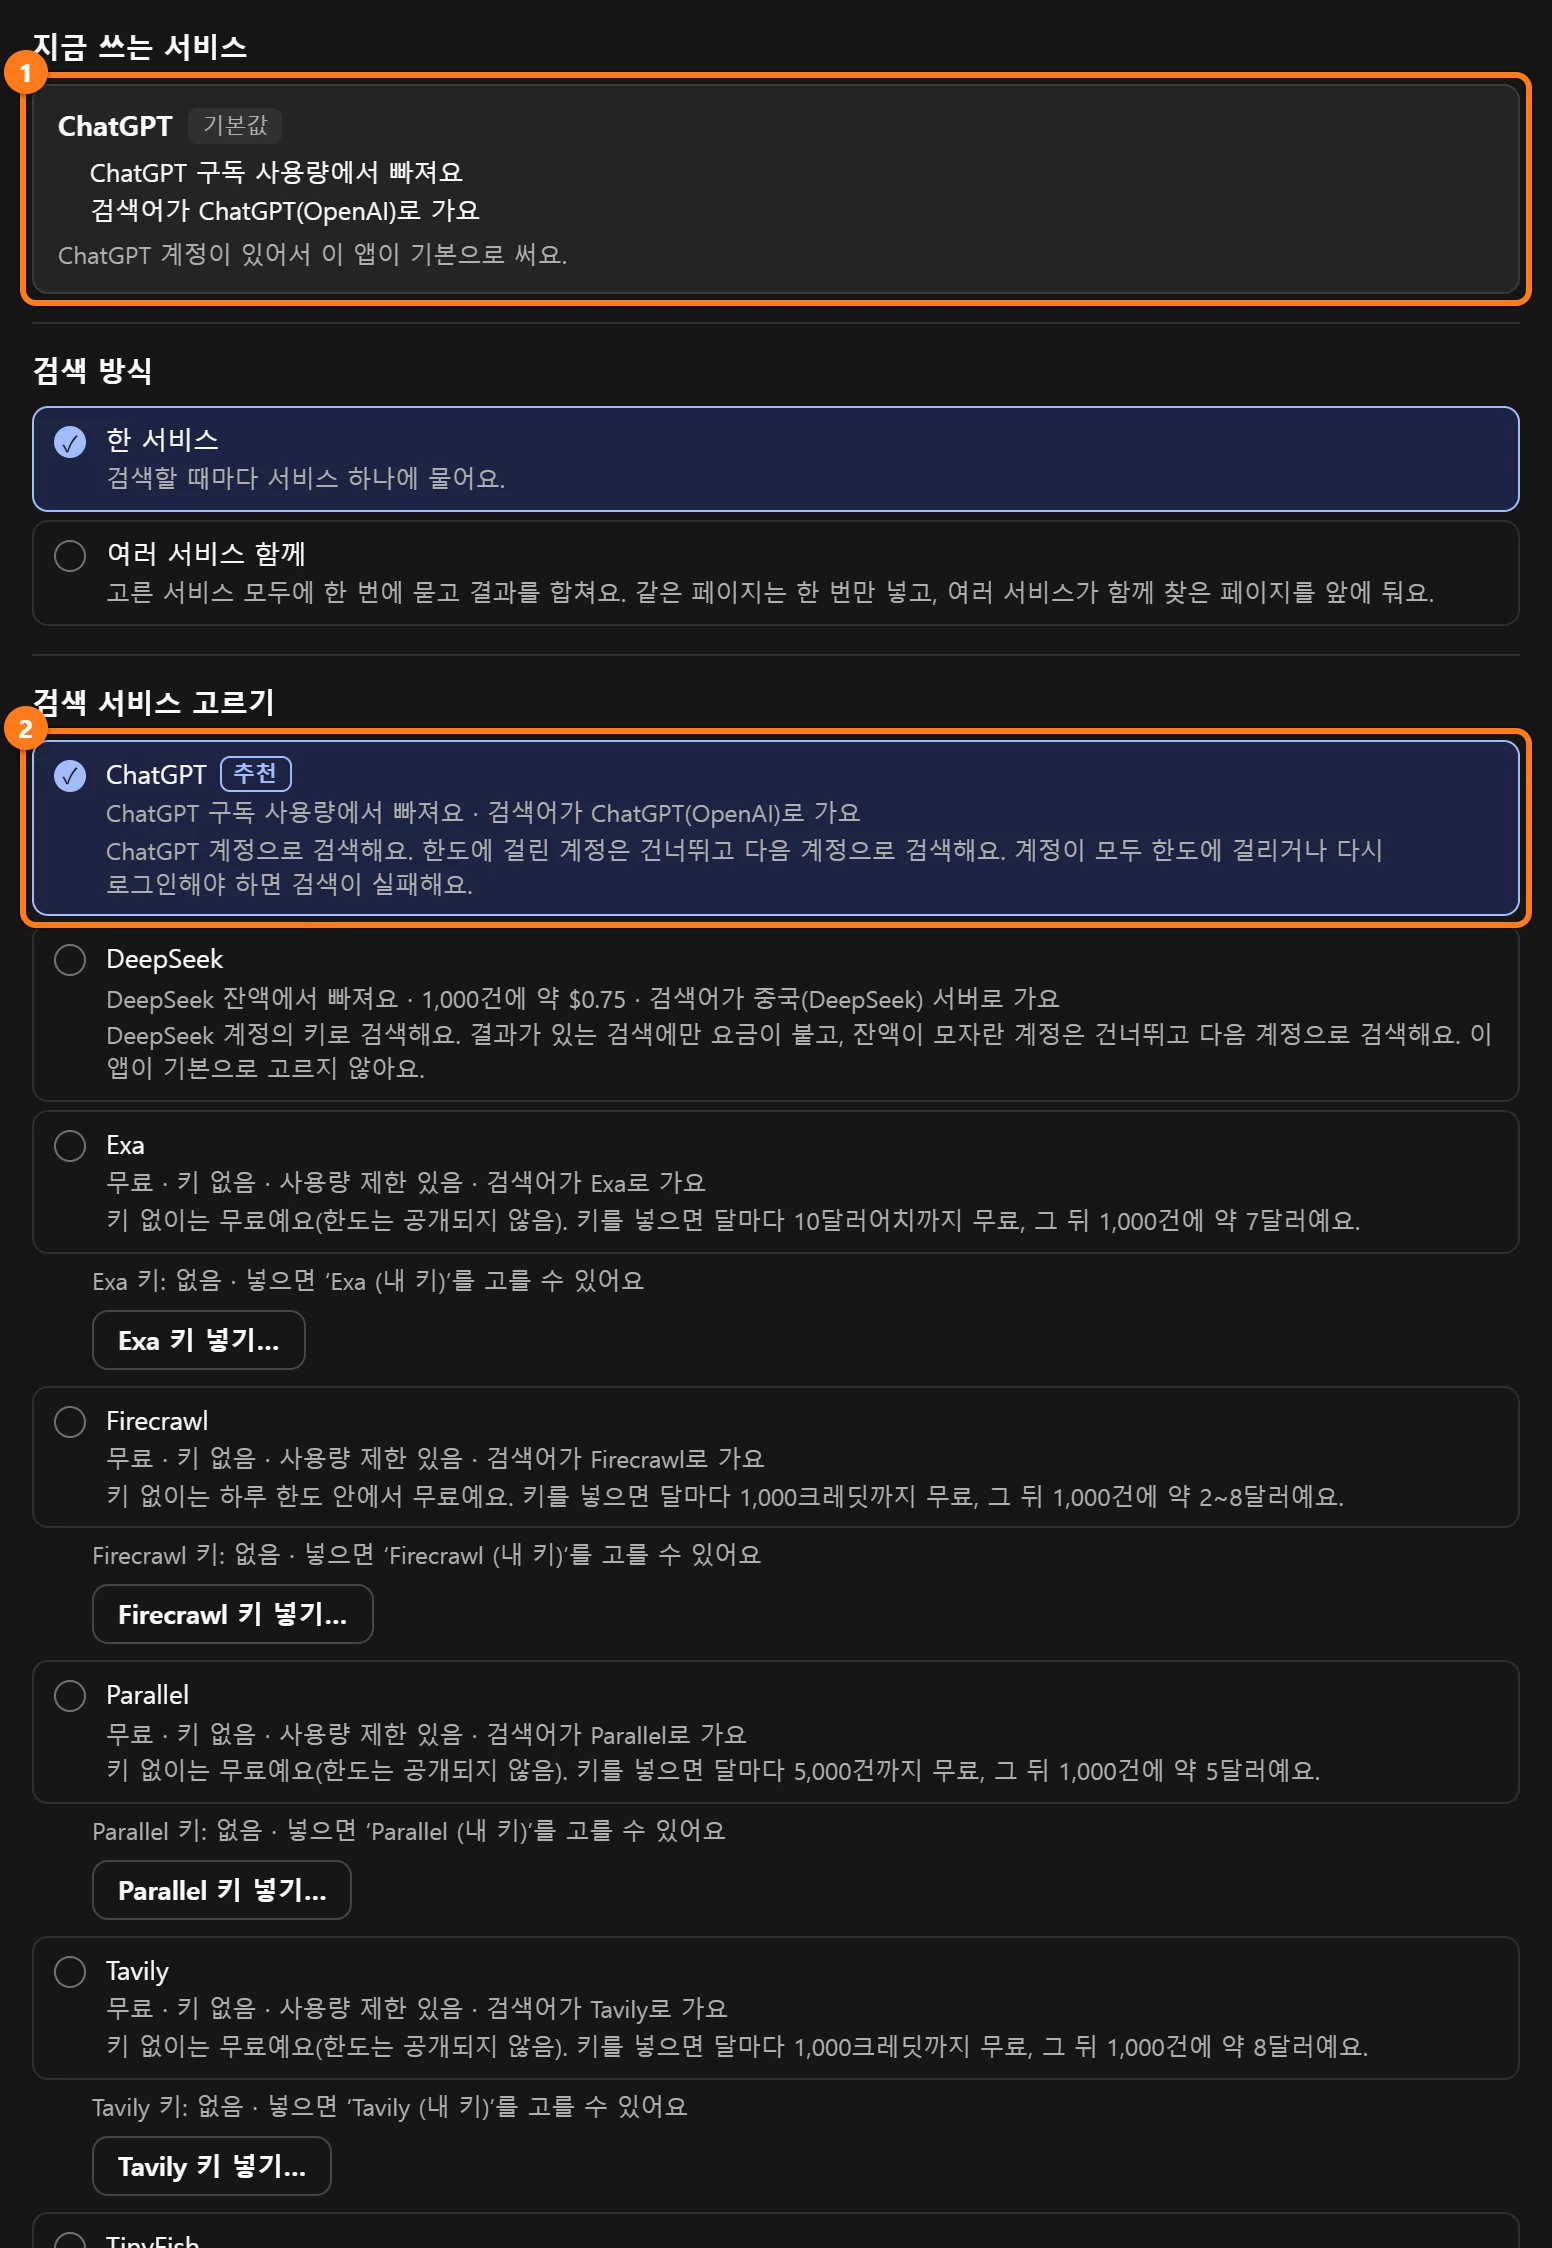 지금 쓰는 서비스
1
ChatGPT 기본값
ChatGPT 구독 사용량에서 빠져요
검색어가 ChatGPT(OpenAI)로 가요
ChatGPT 계정이 있어서 이 앱이 기본으로 써요.
검색 방식
한 서비스
검색할 때마다 서비스 하나에 물어요.
여러 서비스 함께
고른 서비스 모두에 한 번에 묻고 결과를 합쳐요. 같은 페이지는 한 번만 넣고, 여러 서비스가 함께 찾은 페이지를 앞에 둬요.
검색 서비스 고르기
2
ChatGPT 추천
ChatGPT 구독 사용량에서 빠져요 · 검색어가 ChatGPT(OpenAI)로 가요
ChatGPT 계정으로 검색해요. 한도에 걸린 계정은 건너뛰고 다음 계정으로 검색해요. 계정이 모두 한도에 걸리거나 다시
로그인해야 하면 검색이 실패해요.
DeepSeek
DeepSeek 잔액에서 빠져요 · 1,000건에 약 $0.75 · 검색어가 중국(DeepSeek) 서버로 가요
DeepSeek 계정의 키로 검색해요. 결과가 있는 검색에만 요금이 붙고, 잔액이 모자란 계정은 건너뛰고 다음 계정으로 검색해요. 이
앱이 기본으로 고르지 않아요.
Exa
무료 · 키 없음 · 사용량 제한 있음 · 검색어가 Exa로 가요
키 없이는 무료예요(한도는 공개되지 않음). 키를 넣으면 달마다 10달러어치까지 무료, 그 뒤 1,000건에 약 7달러예요.
Exa 키: 없음 · 넣으면 ‘Exa (내 키)’를 고를 수 있어요
Exa 키 넣기...
Firecrawl
무료 · 키 없음 · 사용량 제한 있음 · 검색어가 Firecrawl로 가요
키 없이는 하루 한도 안에서 무료예요. 키를 넣으면 달마다 1,000크레딧까지 무료, 그 뒤 1,000건에 약 2~8달러예요.
Firecrawl 키: 없음 · 넣으면 ‘Firecrawl (내 키)’를 고를 수 있어요
Firecrawl 키 넣기...
Parallel
무료 · 키 없음 · 사용량 제한 있음 · 검색어가 Parallel로 가요
키 없이는 무료예요(한도는 공개되지 않음). 키를 넣으면 달마다 5,000건까지 무료, 그 뒤 1,000건에 약 5달러예요.
Parallel 키: 없음 · 넣으면 ‘Parallel (내 키)’를 고를 수 있어요
Parallel 키 넣기...
Tavily
무료 · 키 없음 · 사용량 제한 있음 · 검색어가 Tavily로 가요
키 없이는 무료예요(한도는 공개되지 않음). 키를 넣으면 달마다 1,000크레딧까지 무료, 그 뒤 1,000건에 약 8달러예요.
Tavily 키: 없음 · 넣으면 ‘Tavily (내 키)’를 고를 수 있어요
Tavily 키 넣기...
TinyFish